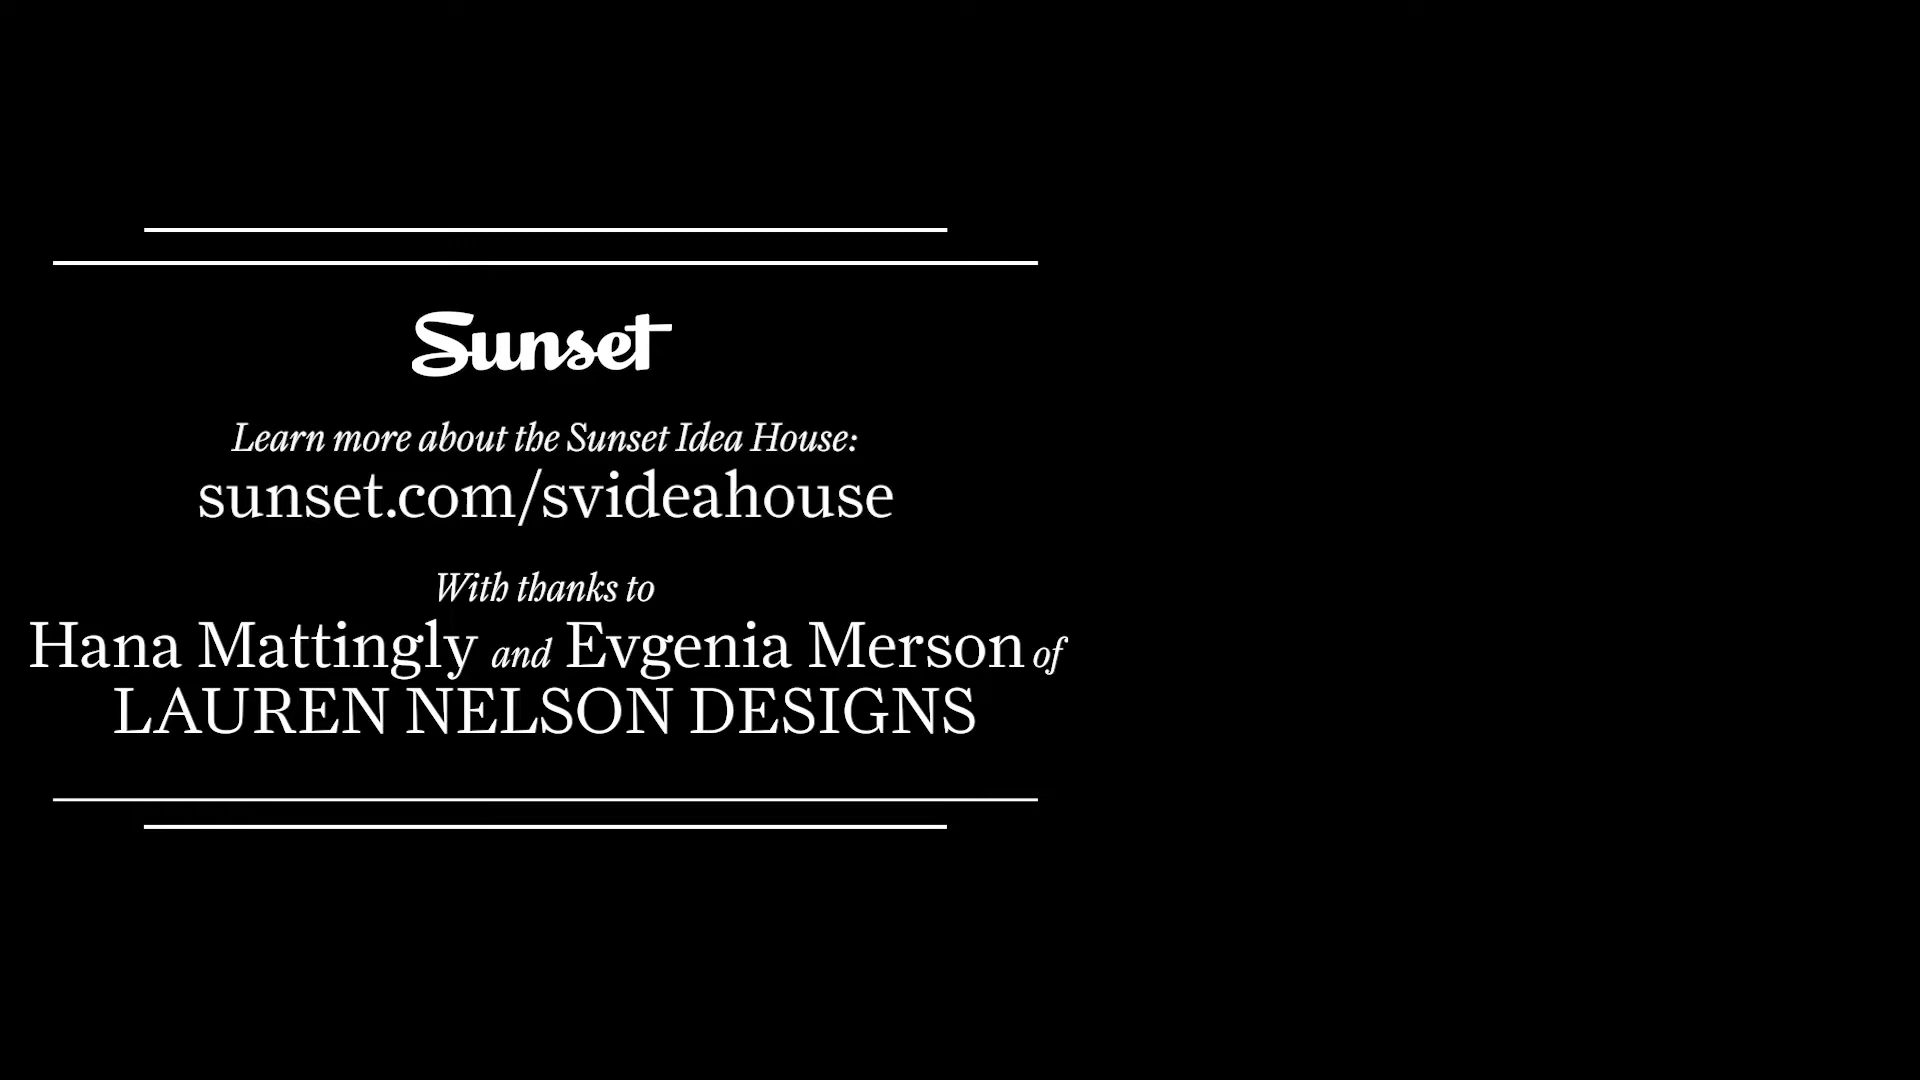 Sunset
Learn more about the Sunset Idea House:
sunset.com/svideahouse
With thanks to
Hana Mattingly and Evgenia Merson of
LAUREN NELSON DESIGNS